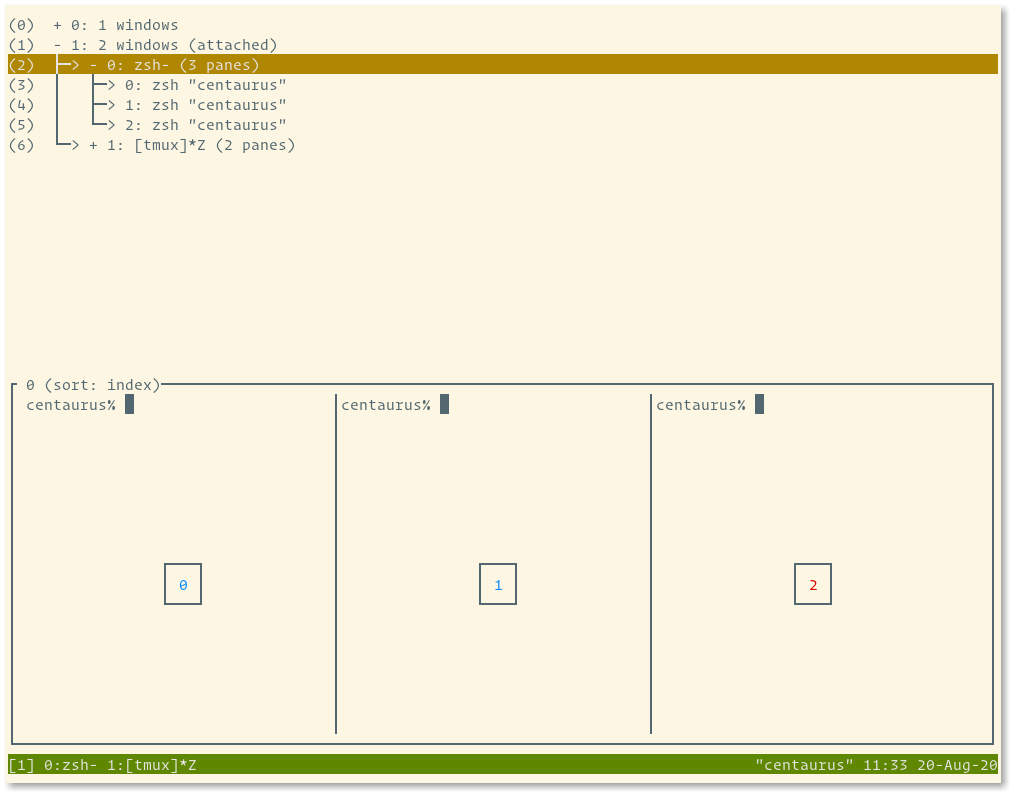 (0) + 0: 1 windows
(1) - 1: 2 windows (attached)
(2) ├─> - 0: zsh- (3 panes)
(3) │ ├─> 0: zsh "centaurus"
(4) │ ├─> 1: zsh "centaurus"
(5) │ └─> 2: zsh "centaurus"
(6) └─> + 1: [tmux]*Z (2 panes)
0 (sort: index)
centaurus% centaurus% centaurus%
0 1 2
[1] 0:zsh- 1:[tmux]*Z "centaurus" 11:33 20-Aug-20